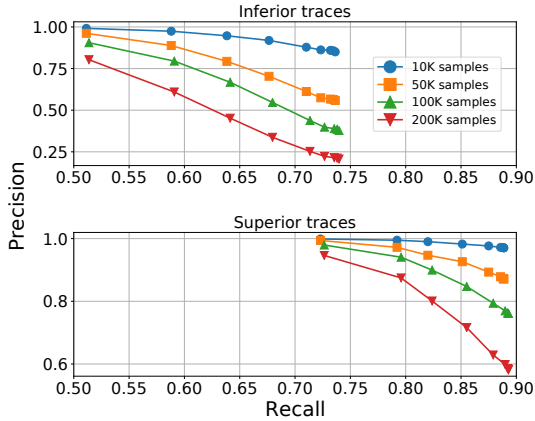 Inferior traces
1.00
0.75
0.50
0.25
10K samples
50K samples
100K samples
200K samples
0.50 0.55 0.60 0.65 0.70 0.75 0.80 0.85 0.90
Precision
Superior traces
1.0
0.8
0.6
0.50 0.55 0.60 0.65 0.70 0.75 0.80 0.85 0.90
Recall